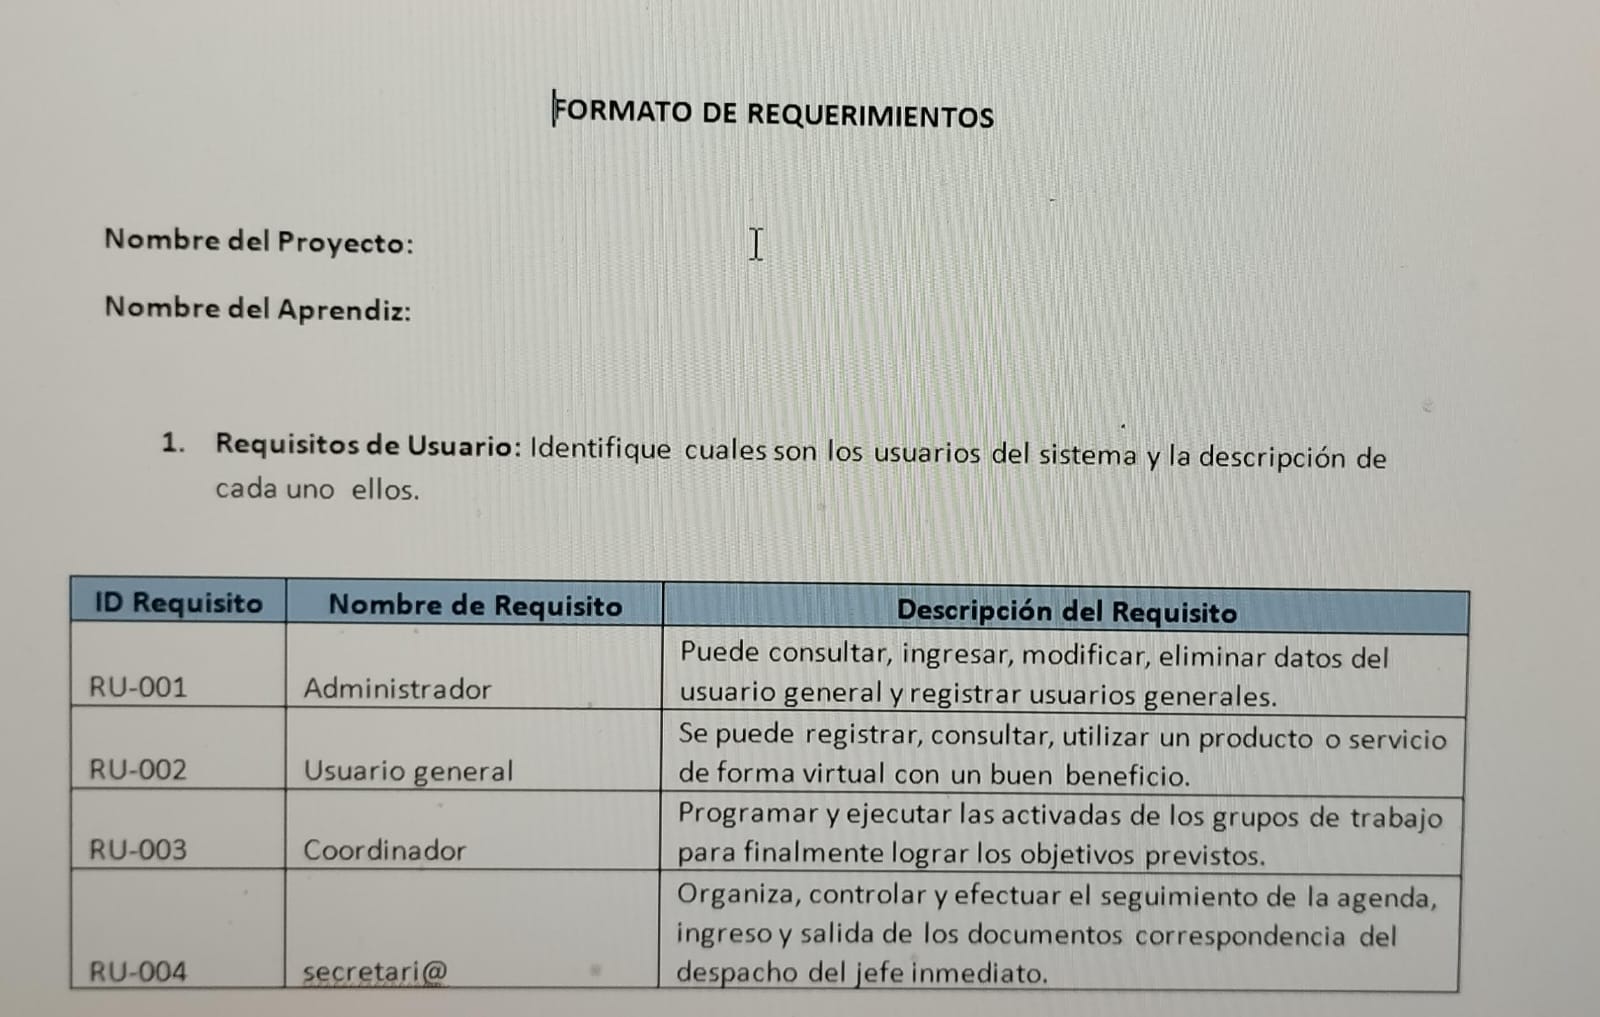 FORMATO DE REQUERIMIENTOS
Nombre del Proyecto:
Nombre del Aprendiz:
1. Requisitos de Usuario: Identifique cuales son los usuarios del sistema y la descripción de
cada uno ellos.
ID Requisito Nombre de Requisito Descripción del Requisito
Puede consultar, ingresar, modificar, eliminar datos del
RU-001 Administrador usuario general y registrar usuarios generales.
Se puede registrar, consultar, utilizar un producto o servicio
RU-002 Usuario general de forma virtual con un buen beneficio.
Programar y ejecutar las activadas de los grupos de trabajo
RU-003 Coordinador para finalmente lograr los objetivos previstos.
Organiza, controlar y efectuar el seguimiento de la agenda,
ingreso y salida de los documentos correspondencia del
RU-004 secretari@ despacho del jefe inmediato.